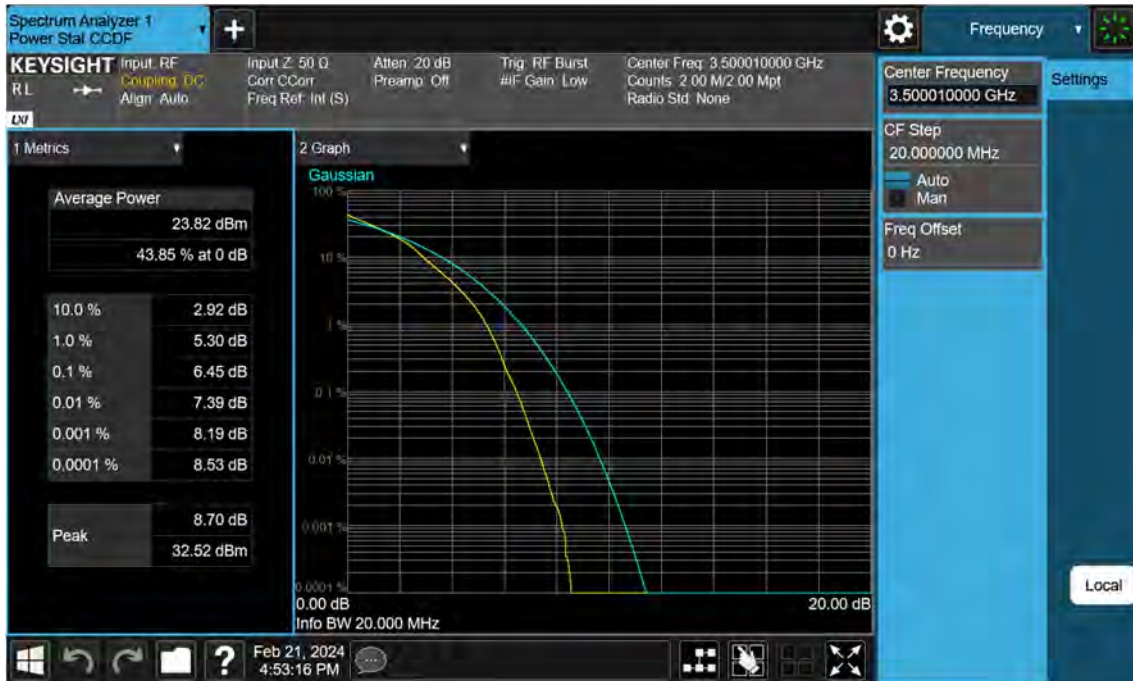 Spectrum Analyzer 1
Power Stat CCDF
Frequency
KEYSIGHT
RL
LXI
Input: RF
Coupling: DC
Align: Auto
Input Z: 50 Ω
Corr CCorr
Freq Ref: Int (S)
Atten: 20 dB
Preamp: Off
Trig: RF Burst
#IF Gain: Low
Center Freq: 3.500010000 GHz
Counts: 2.00 M/2.00 Mpt
Radio Std: None
Center Frequency
3.500010000 GHz
Settings
CF Step
20.000000 MHz
Auto
Man
Freq Offset
0 Hz
1 Metrics
Average Power
23.82 dBm
43.85 % at 0 dB
10.0 % 2.92 dB
1.0 % 5.30 dB
0.1 % 6.45 dB
0.01 % 7.39 dB
0.001 % 8.19 dB
0.0001 % 8.53 dB
Peak
8.70 dB
32.52 dBm
2 Graph
Gaussian
100 %
10 %
1 %
0.1 %
0.01 %
0.001 %
0.0001 %
0.00 dB 20.00 dB
Info BW 20.000 MHz
Local
?
Feb 21, 2024
4:53:16 PM